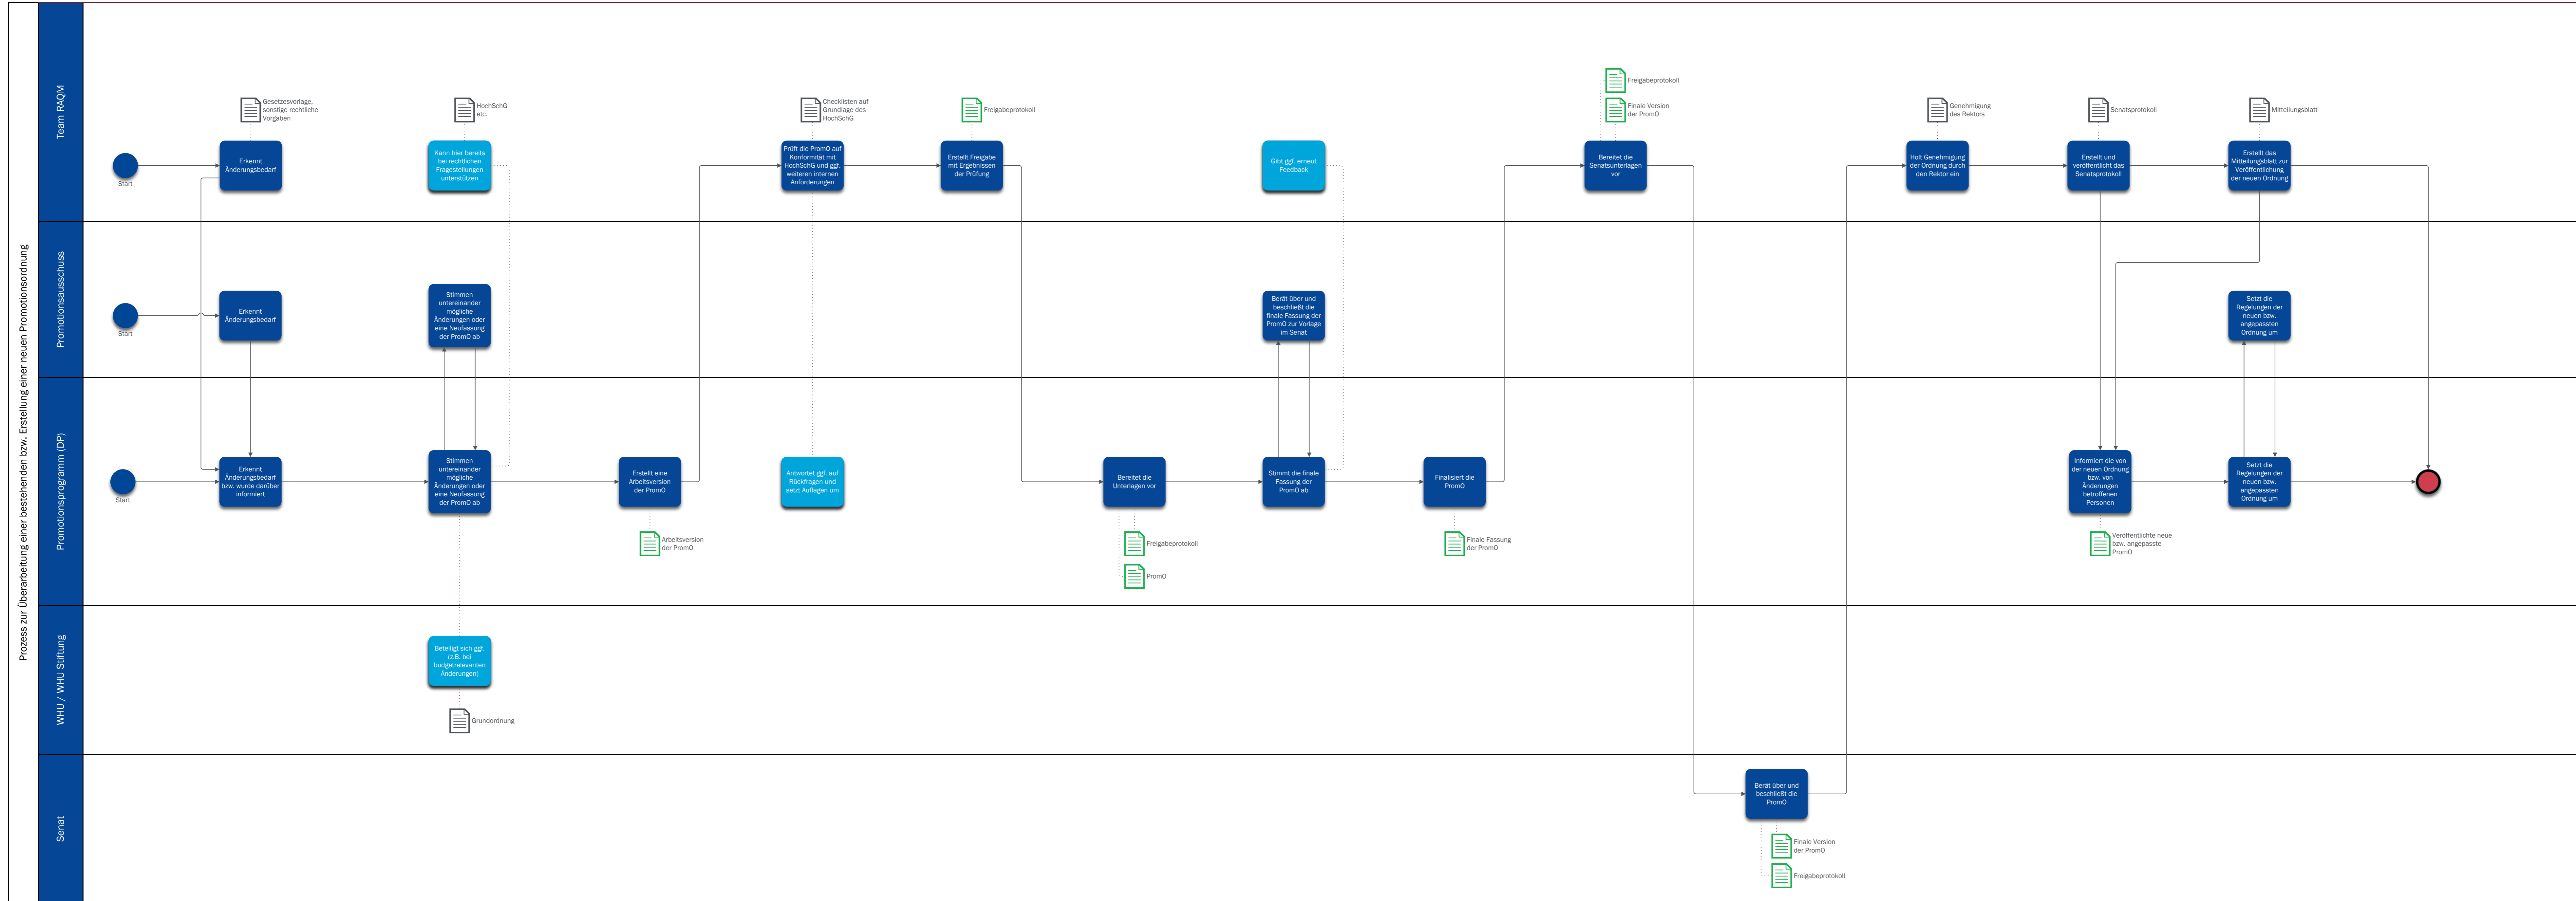 Prozess zur Überarbeitung einer bestehenden bzw. Erstellung einer neuen Promotionsordnung
Team RAQM
Start
Gesetzesvorlage,
sonstige rechtliche
Vorgaben
Erkennt
Änderungsbedarf
HochSchG
etc.
Kann hier bereits
bei rechtlichen
Fragestellungen
unterstützen
Checklisten auf
Grundlage des
HochSchG
Prüft die PromO auf
Konformität mit
HochSchG und ggf.
weiteren internen
Anforderungen
Freigabeprotokoll
Erstellt Freigabe
mit Ergebnissen
der Prüfung
Gibt ggf. erneut
Feedback
Freigabeprotokoll
Finale Version
der PromO
Bereitet die
Senatsunterlagen
vor
Genehmigung
des Rektors
Holt Genehmigung
der Ordnung durch
den Rektor ein
Senatsprotokoll
Erstellt und
veröffentlicht das
Senatsprotokoll
Mitteilungsblatt
Erstellt das
Mitteilungsblatt zur
Veröffentlichung
der neuen Ordnung
Promotionsausschuss
Start
Erkennt
Änderungsbedarf
Stimmen
untereinander
mögliche
Änderungen oder
eine Neufassung
der PromO ab
Berät über und
beschließt die
finale Fassung der
PromO zur Vorlage
im Senat
Setzt die
Regelungen der
neuen bzw.
angepassten
Ordnung um
Promotionsprogramm (DP)
Start
Erkennt
Änderungsbedarf
bzw. wurde darüber
informiert
Stimmen
untereinander
mögliche
Änderungen oder
eine Neufassung
der PromO ab
Erstellt eine
Arbeitsversion
der PromO
Arbeitsversion
der PromO
Antwortet ggf. auf
Rückfragen und
setzt Auflagen um
Bereitet die
Unterlagen vor
Freigabeprotokoll
PromO
Stimmt die finale
Fassung der
PromO ab
Finalisiert die
PromO
Finale Fassung
der PromO
Informiert die von
der neuen Ordnung
bzw. von
Änderungen
betroffenen
Personen
Veröffentlichte neue
bzw. angepasste
PromO
Setzt die
Regelungen der
neuen bzw.
angepassten
Ordnung um
WHU / WHU Stiftung
Beteiligt sich ggf.
(z.B. bei
budgetrelevanten
Änderungen)
Grundordnung
Senat
Berät über und
beschließt die
PromO
Finale Version
der PromO
Freigabeprotokoll